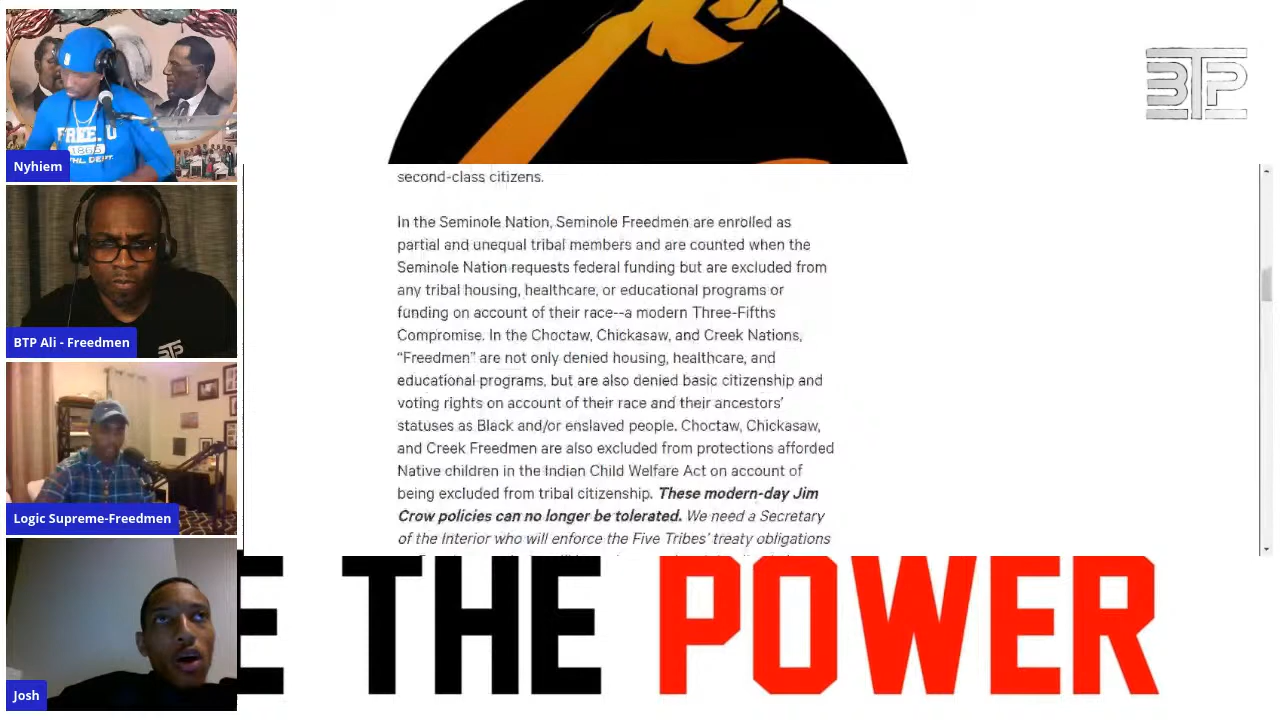 BTP
FREE. U
1865
Nyhiem
BTP
BTP Ali - Freedmen
Logic Supreme-Freedmen
Josh
second-class citizens.
In the Seminole Nation, Seminole Freedmen are enrolled as
partial and unequal tribal members and are counted when the
Seminole Nation requests federal funding but are excluded from
any tribal housing, healthcare, or educational programs or
funding on account of their race--a modern Three-Fifths
Compromise. In the Choctaw, Chickasaw, and Creek Nations,
“Freedmen” are not only denied housing, healthcare, and
educational programs, but are also denied basic citizenship and
voting rights on account of their race and their ancestors’
statuses as Black and/or enslaved people. Choctaw, Chickasaw,
and Creek Freedmen are also excluded from protections afforded
Native children in the Indian Child Welfare Act on account of
being excluded from tribal citizenship. These modern-day Jim
Crow policies can no longer be tolerated. We need a Secretary
of the Interior who will enforce the Five Tribes’ treaty obligations
E THE POWER